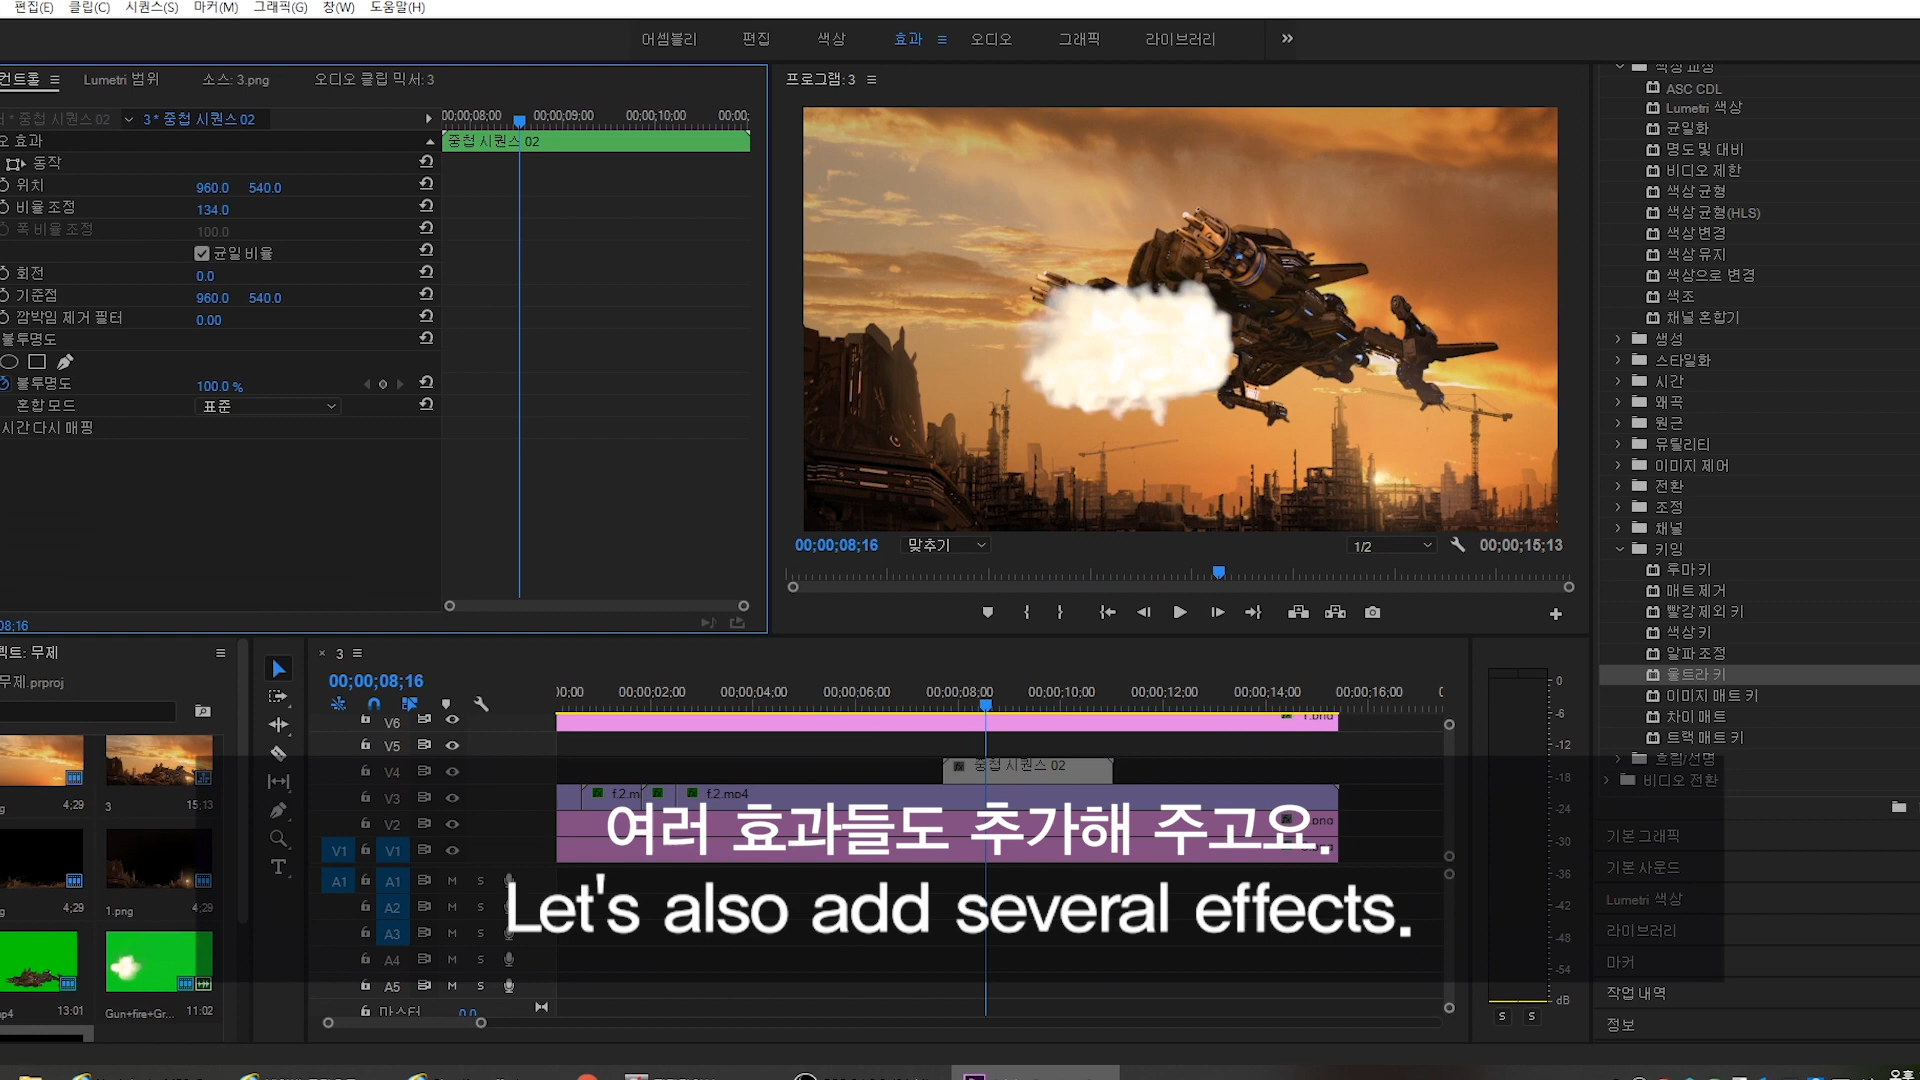 편집(E) 클립(C) 시퀀스(S) 마커(M) 그래픽(G) 창(W) 도움말(H)
어셈블리 편집 색상 효과 오디오 그래픽 라이브러리
컨트롤 Lumetri 범위 소스: 3.png 오디오 클립 믹서: 3
* 중첩 시퀀스 02 3 * 중첩 시퀀스 02
00;00;08;00 00;00;09;00 00;00;10;00 00;00;
오 효과
중첩 시퀀스 02
동작
위치 960.0 540.0
비율 조정 134.0
폭 비율 조정 100.0
균일 비율
회전 0.0
기준점 960.0 540.0
깜박임 제거 필터 0.00
불투명도
불투명도 100.0 %
혼합 모드 표준
시간 다시 매핑
08;16
프로그램: 3
00;00;08;16 맞추기 1/2 00;00;15;13
색상 교정
ASC CDL
Lumetri 색상
균일화
명도 및 대비
비디오 제한
색상 균형
색상 균형(HLS)
색상 변경
색상 유지
색상으로 변경
색조
채널 혼합기
생성
스타일화
시간
왜곡
원근
유틸리티
이미지 제어
전환
조정
채널
키잉
루마 키
매트 제거
빨강 제외 키
색상 키
알파 조정
울트라 키
이미지 매트 키
차이 매트
트랙 매트 키
흐림/선명
비디오 전환
기본 그래픽
기본 사운드
Lumetri 색상
라이브러리
마커
작업 내역
정보
젝트: 무제
무제.prproj
4;29 3 15;13
4;29 1.png 4;29
p4 13:01 Gun+fire+Gr... 11:02
× 3
00;00;08;16
00;00 00;00;02;00 00;00;04;00 00;00;06;00 00;00;08;00 00;00;10;00 00;00;12;00 00;00;14;00 00;00;16;00 0
V6 1.png
V5
V4 중첩 시퀀스 02
V3 f.2.m f.2.mp4
V2 png
V1 V1
A1 A1 M S
A2 M S
A3 M S
A4 M S
A5 M S
마스터 0.0
여러 효과들도 추가해 주고요.
Let's also add several effects.
0
-6
-12
-18
-24
-30
-36
-42
-48
-54
dB
S S
오후